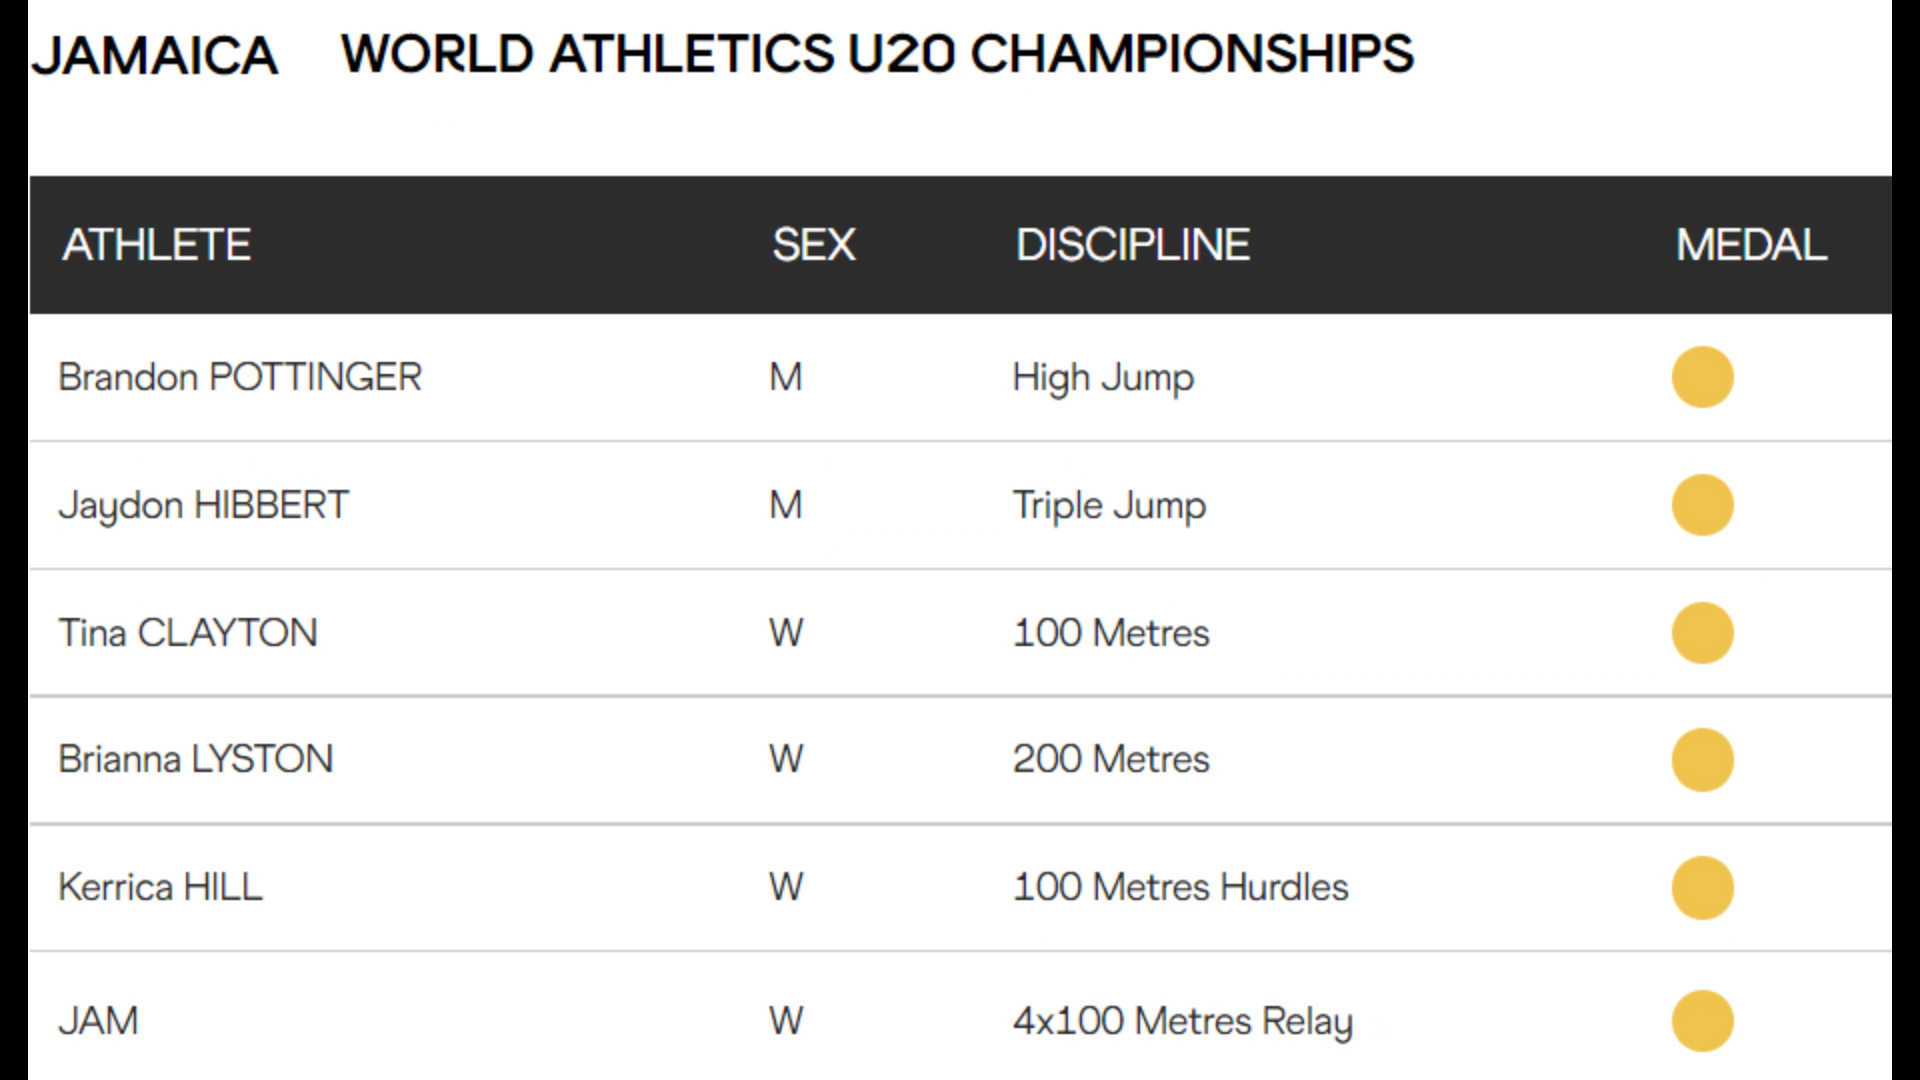 JAMAICA WORLD ATHLETICS U20 CHAMPIONSHIPS
ATHLETE SEX DISCIPLINE MEDAL
Brandon POTTINGER M High Jump
Jaydon HIBBERT M Triple Jump
Tina CLAYTON W 100 Metres
Brianna LYSTON W 200 Metres
Kerrica HILL W 100 Metres Hurdles
JAM W 4x100 Metres Relay